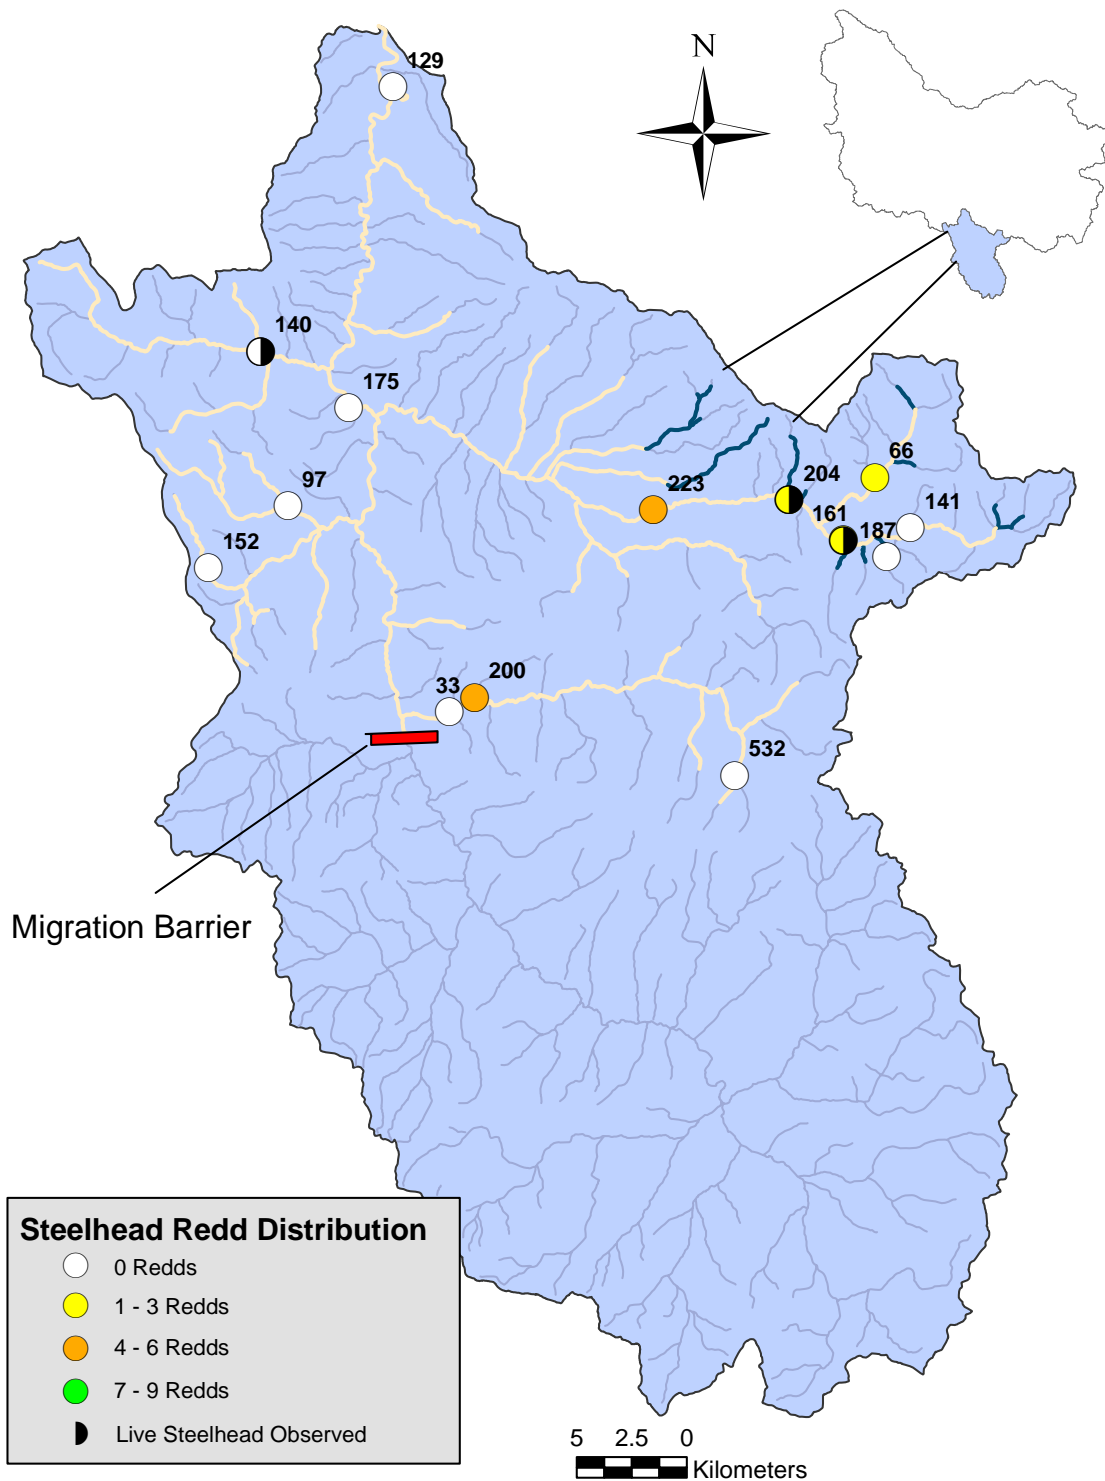 N
129
140
175
66
97
223
204
141
161
187
152
200
33
532
Migration Barrier
Steelhead Redd Distribution
0 Redds
1 - 3 Redds
4 - 6 Redds
7 - 9 Redds
Live Steelhead Observed
5 2.5 0
Kilometers